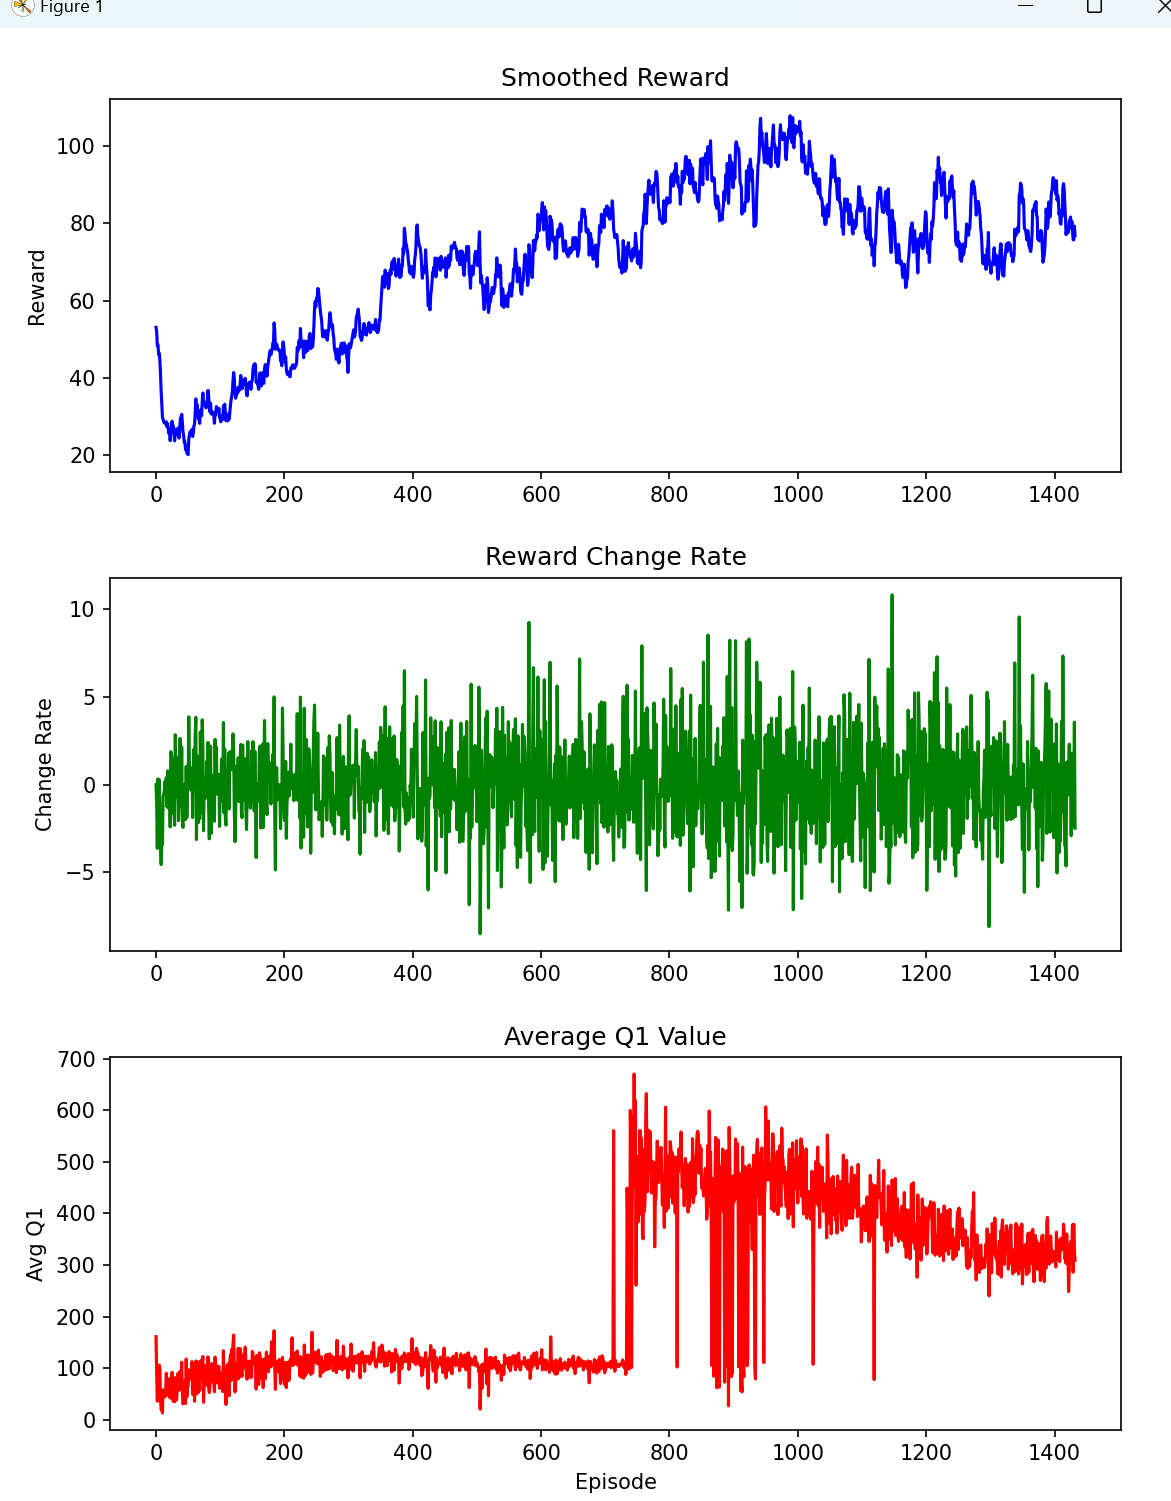 Figure 1
Smoothed Reward
100
80
60
40
20
Reward
0 200 400 600 800 1000 1200 1400
Reward Change Rate
10
5
0
−5
Change Rate
0 200 400 600 800 1000 1200 1400
Average Q1 Value
700
600
500
400
300
200
100
0
Avg Q1
0 200 400 600 800 1000 1200 1400
Episode